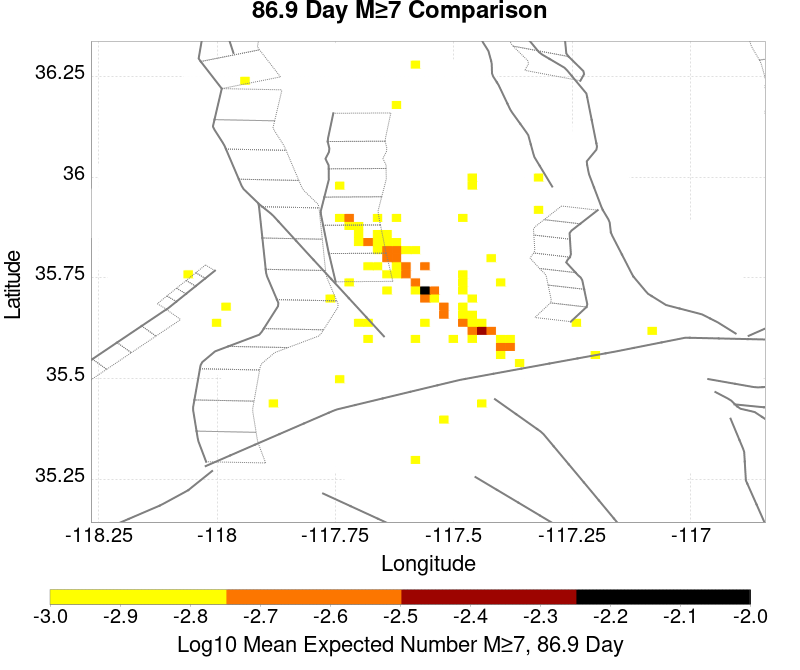 86.9 Day M≥7 Comparison
36.25
36
35.75
35.5
35.25
Latitude
-118.25 -118 -117.75 -117.5 -117.25 -117
Longitude
-3.0 -2.9 -2.8 -2.7 -2.6 -2.5 -2.4 -2.3 -2.2 -2.1 -2.0
Log10 Mean Expected Number M≥7, 86.9 Day